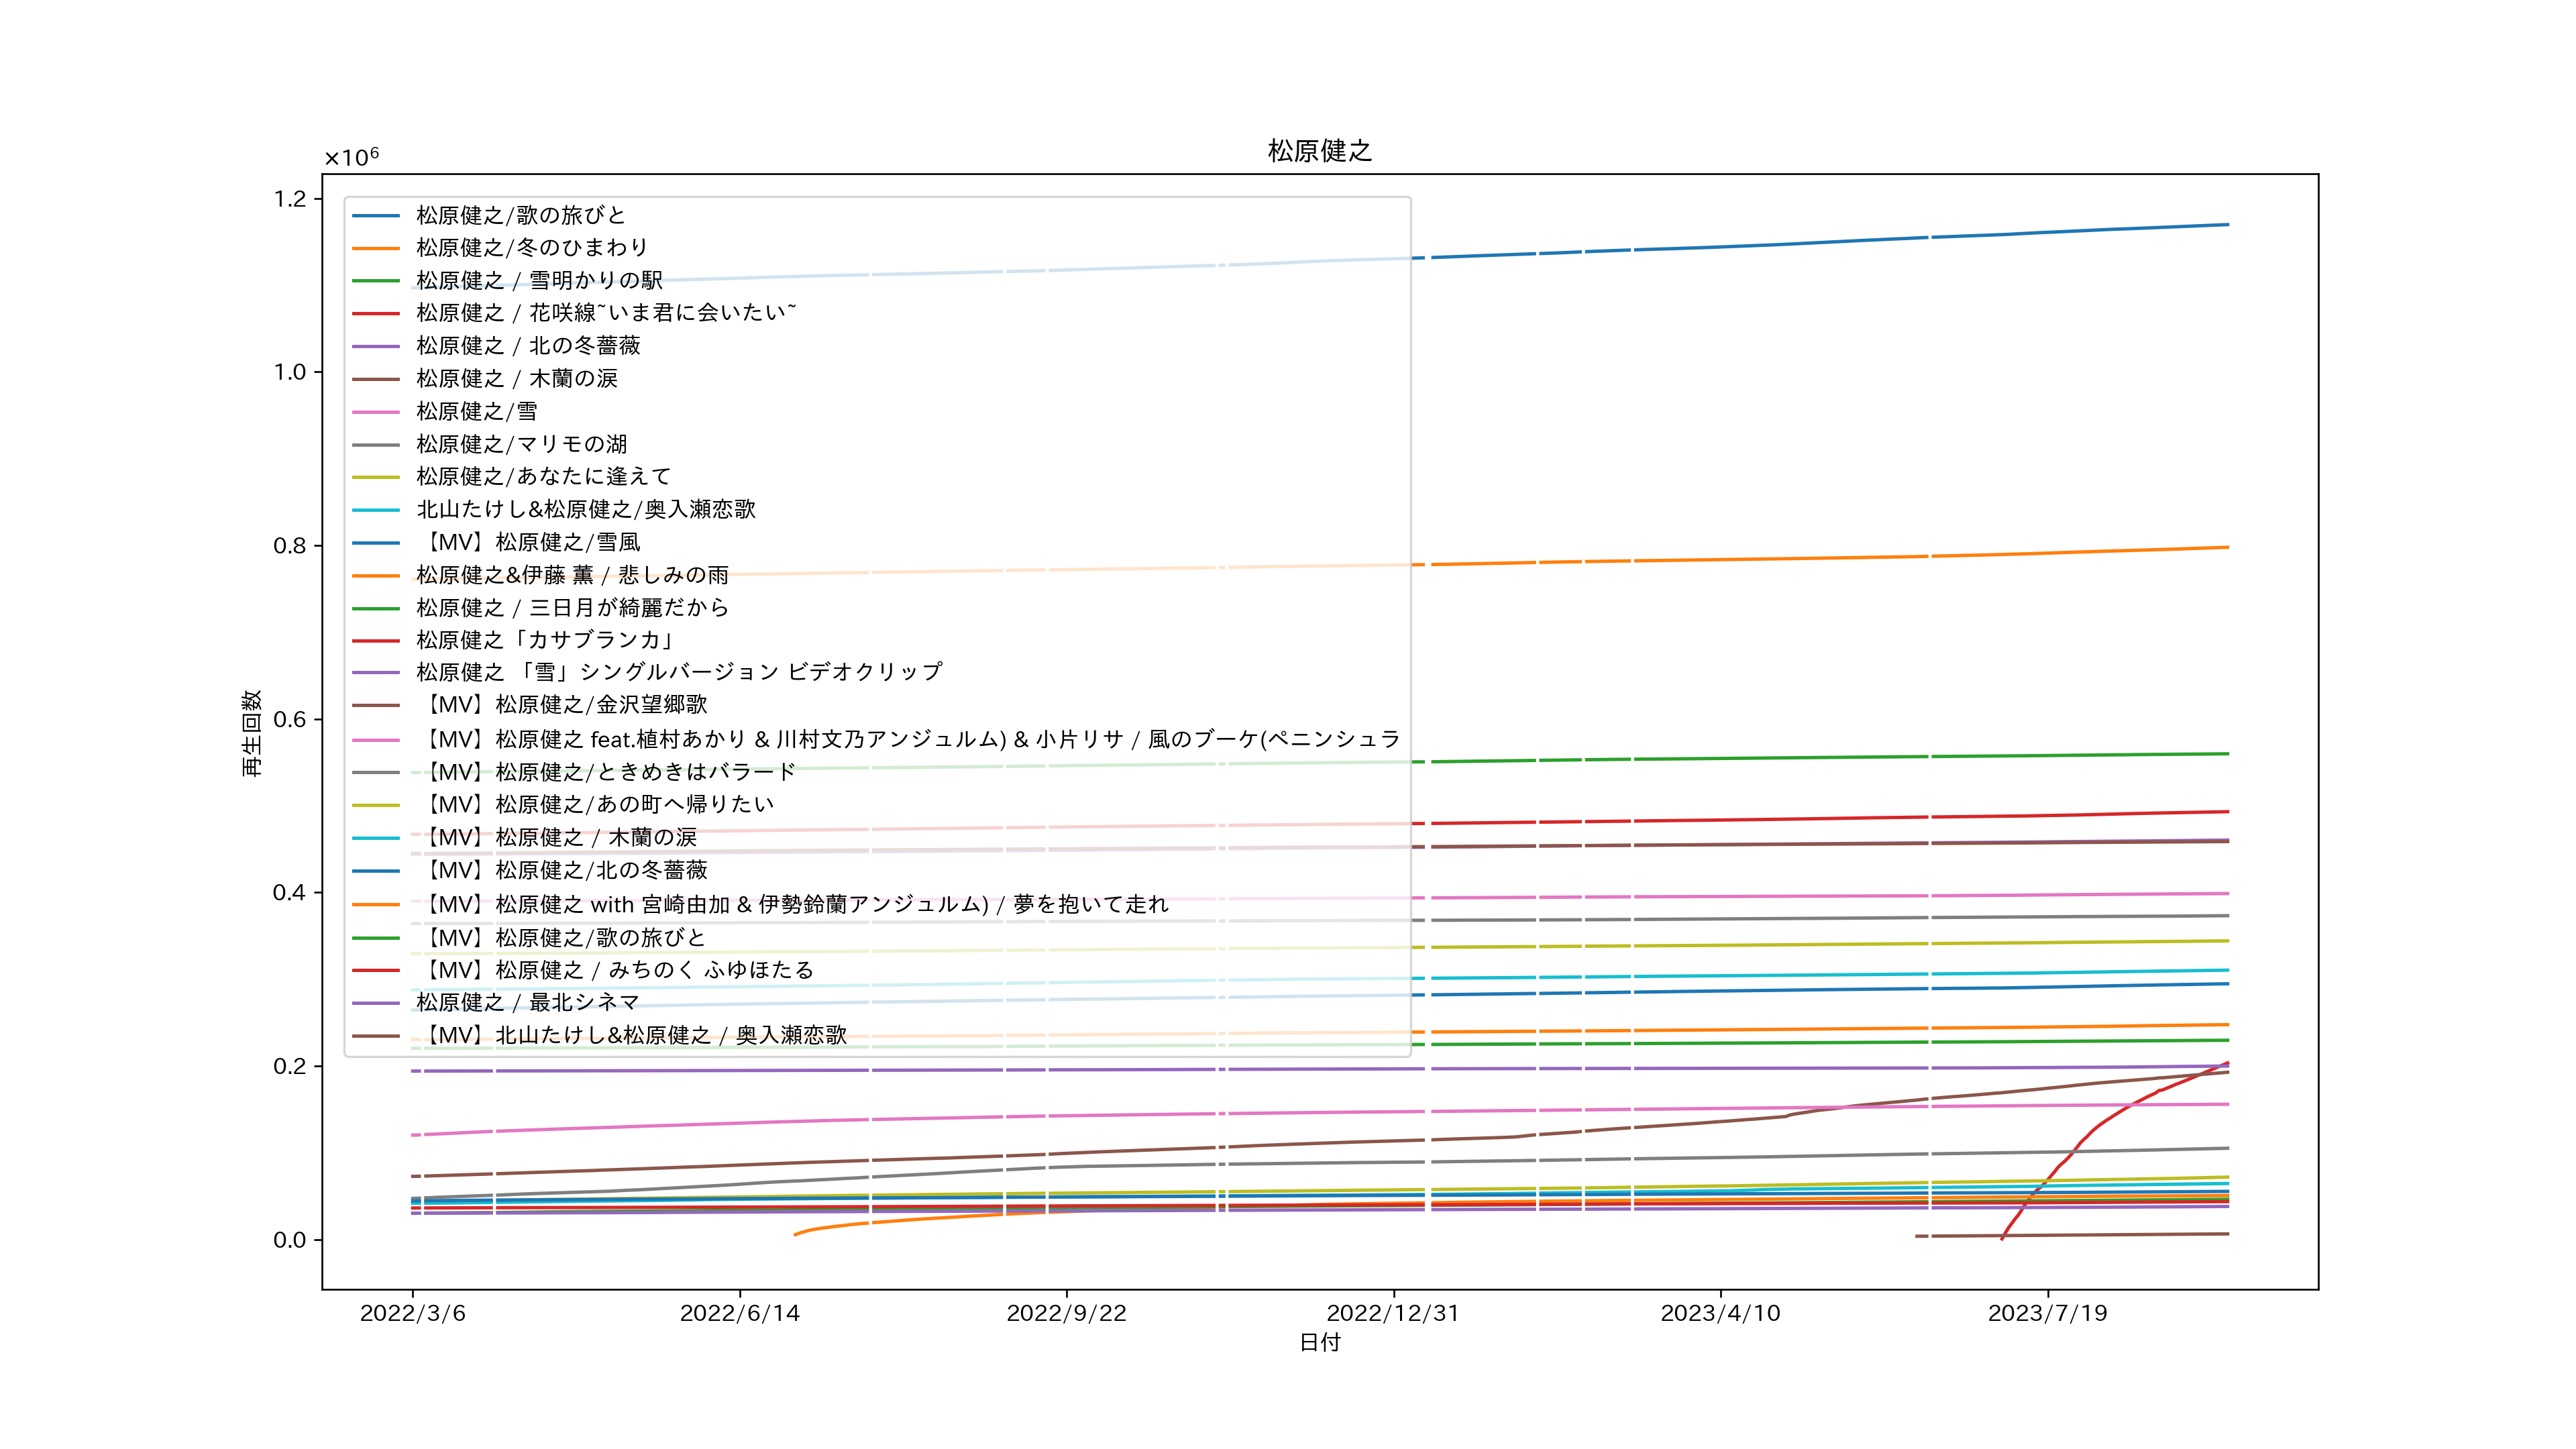 松原健之
×10⁶
1.2
1.0
0.8
0.6
0.4
0.2
0.0
再生回数
松原健之/歌の旅びと
松原健之/冬のひまわり
松原健之 / 雪明かりの駅
松原健之 / 花咲線~いま君に会いたい~
松原健之 / 北の冬薔薇
松原健之 / 木蘭の涙
松原健之/雪
松原健之/マリモの湖
松原健之/あなたに逢えて
北山たけし&松原健之/奥入瀬恋歌
【MV】松原健之/雪風
松原健之&伊藤 薫 / 悲しみの雨
松原健之 / 三日月が綺麗だから
松原健之「カサブランカ」
松原健之 「雪」シングルバージョン ビデオクリップ
【MV】松原健之/金沢望郷歌
【MV】松原健之 feat.植村あかり & 川村文乃アンジュルム) & 小片リサ / 風のブーケ(ペニンシュラ
【MV】松原健之/ときめきはバラード
【MV】松原健之/あの町へ帰りたい
【MV】松原健之 / 木蘭の涙
【MV】松原健之/北の冬薔薇
【MV】松原健之 with 宮崎由加 & 伊勢鈴蘭アンジュルム) / 夢を抱いて走れ
【MV】松原健之/歌の旅びと
【MV】松原健之 / みちのく ふゆほたる
松原健之 / 最北シネマ
【MV】北山たけし&松原健之 / 奥入瀬恋歌
2022/3/6
2022/6/14
2022/9/22
2022/12/31
2023/4/10
2023/7/19
日付